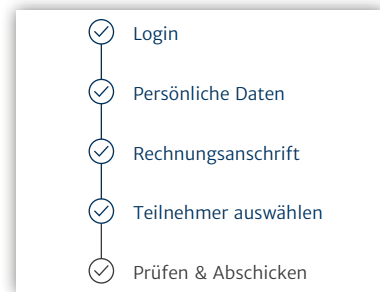 Login
Persönliche Daten
Rechnungsanschrift
Teilnehmer auswählen
Prüfen & Abschicken